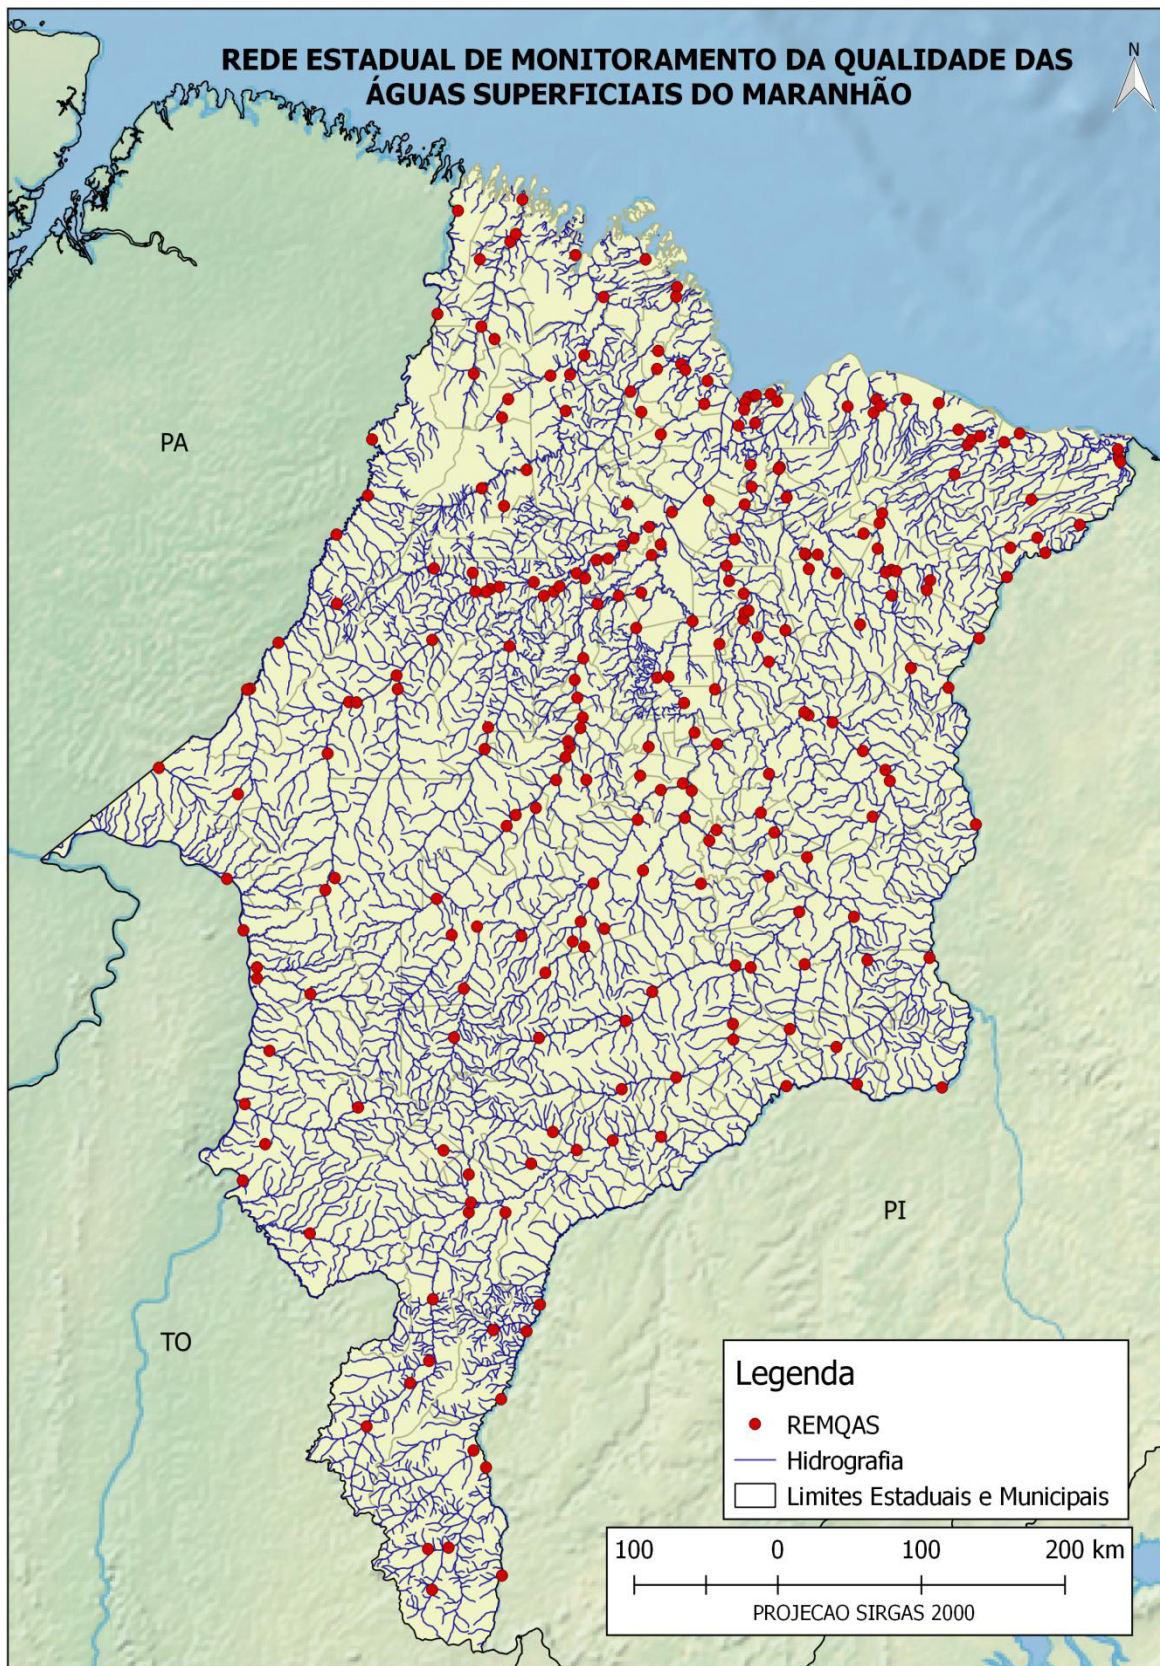 REDE ESTADUAL DE MONITORAMENTO DA QUALIDADE DAS
ÁGUAS SUPERFICIAIS DO MARANHÃO
N
PA
PI
TO
Legenda
REMQAS
Hidrografia
Limites Estaduais e Municipais
100 0 100 200 km
PROJECAO SIRGAS 2000